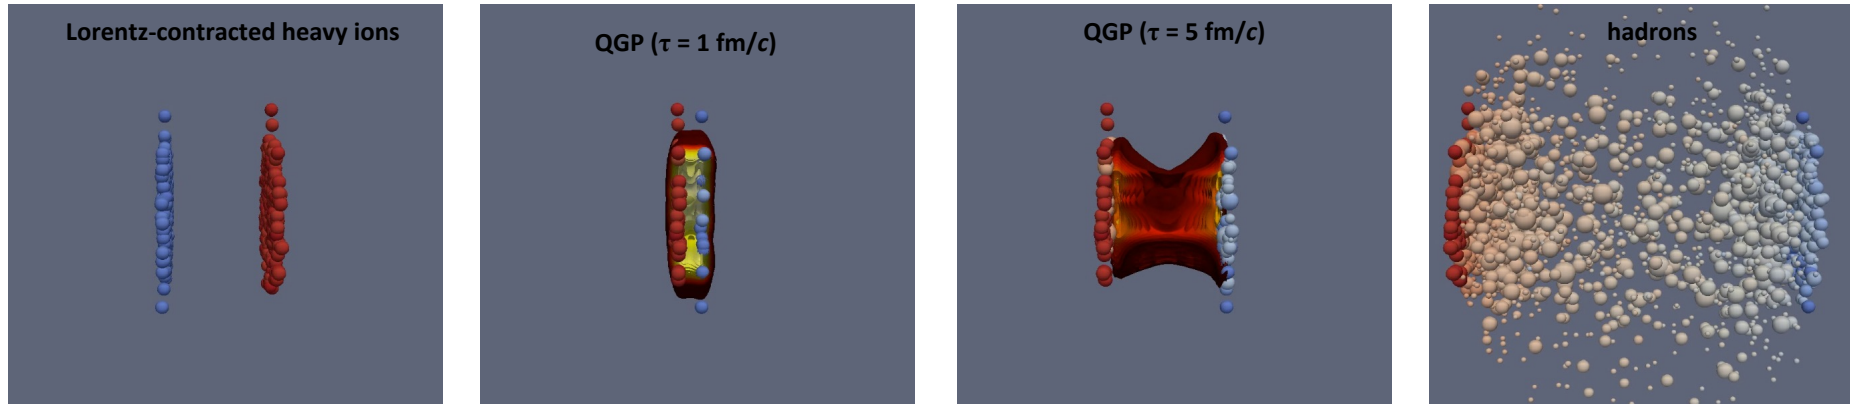 Lorentz-contracted heavy ions
QGP (τ = 1 fm/c)
QGP (τ = 5 fm/c)
hadrons